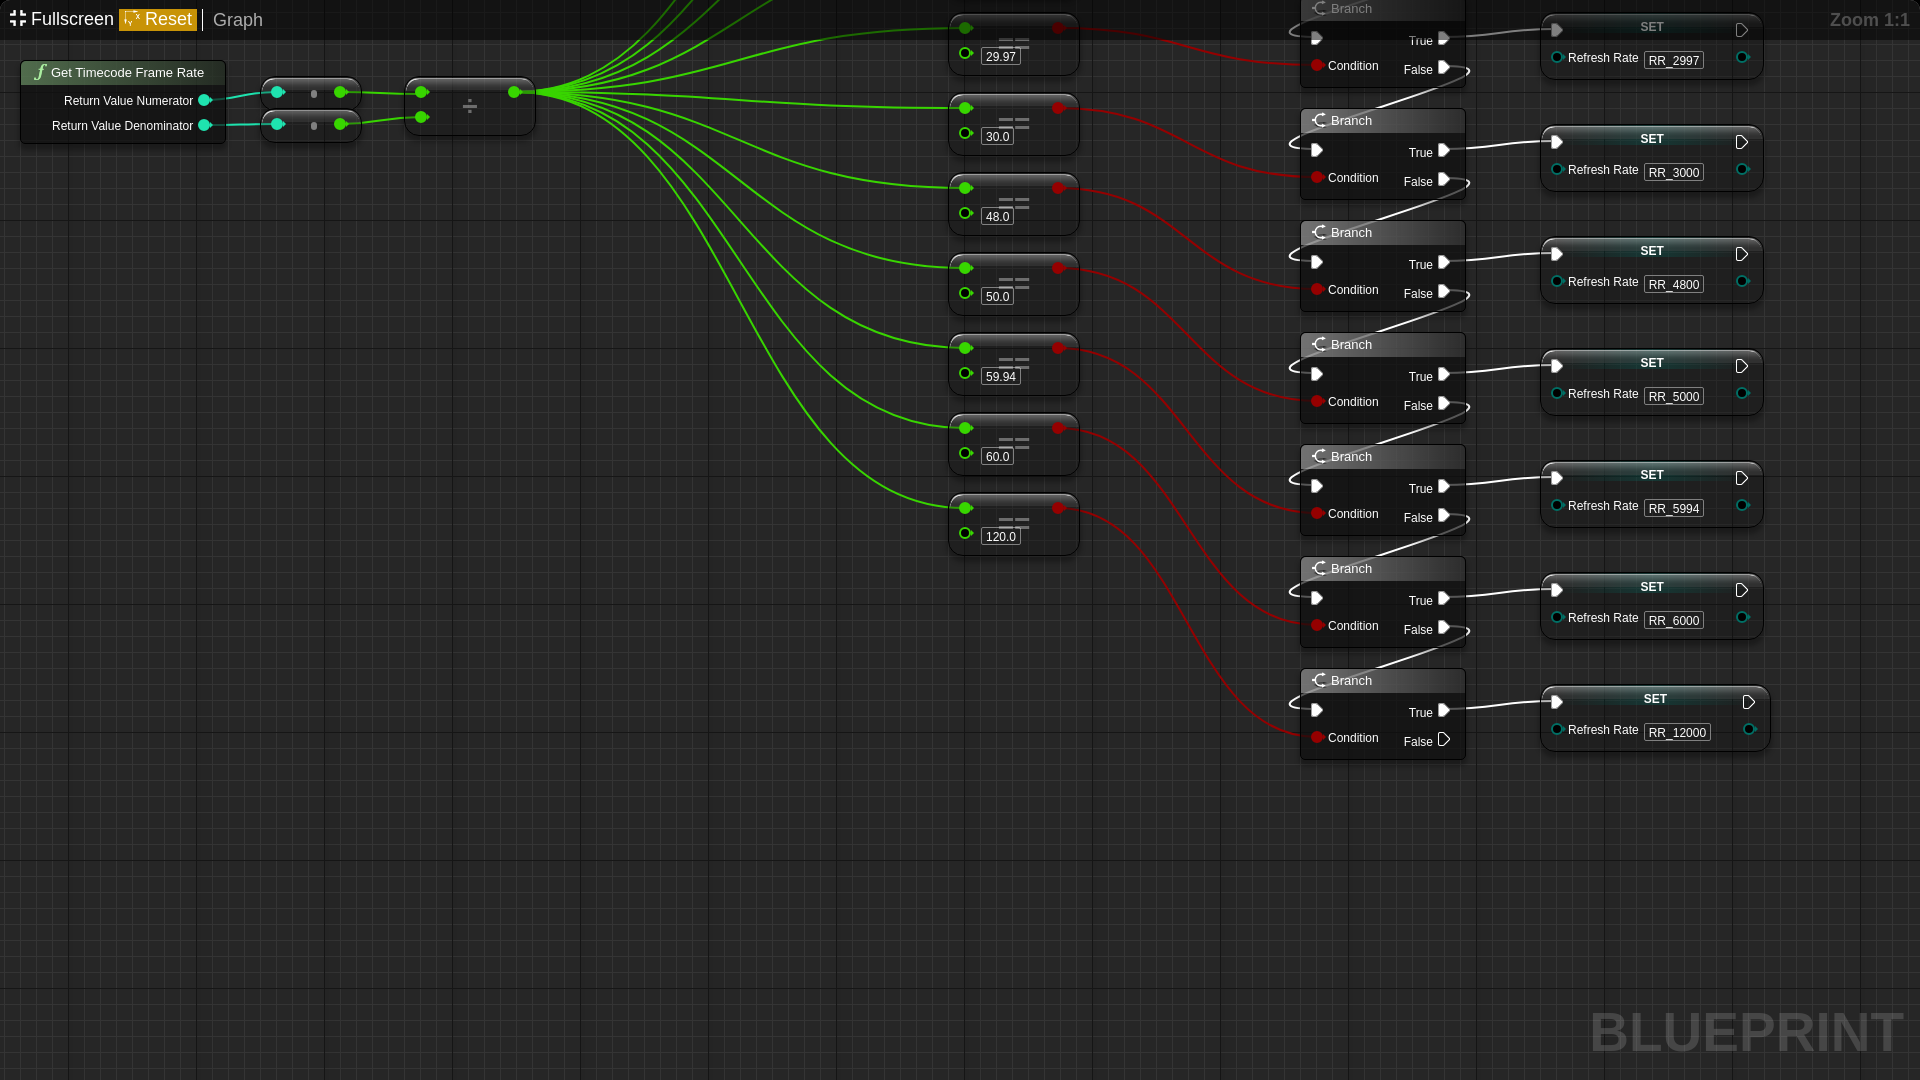 Fullscreen Reset Graph
Zoom 1:1
Get Timecode Frame Rate
Return Value Numerator
Return Value Denominator
÷
29.97
30.0
48.0
50.0
59.94
60.0
120.0
Branch
True
Condition
False
SET
Refresh Rate RR_2997
Branch
True
Condition
False
SET
Refresh Rate RR_3000
Branch
True
Condition
False
SET
Refresh Rate RR_4800
Branch
True
Condition
False
SET
Refresh Rate RR_5000
Branch
True
Condition
False
SET
Refresh Rate RR_5994
Branch
True
Condition
False
SET
Refresh Rate RR_6000
Branch
True
Condition
False
SET
Refresh Rate RR_12000
BLUEPRINT